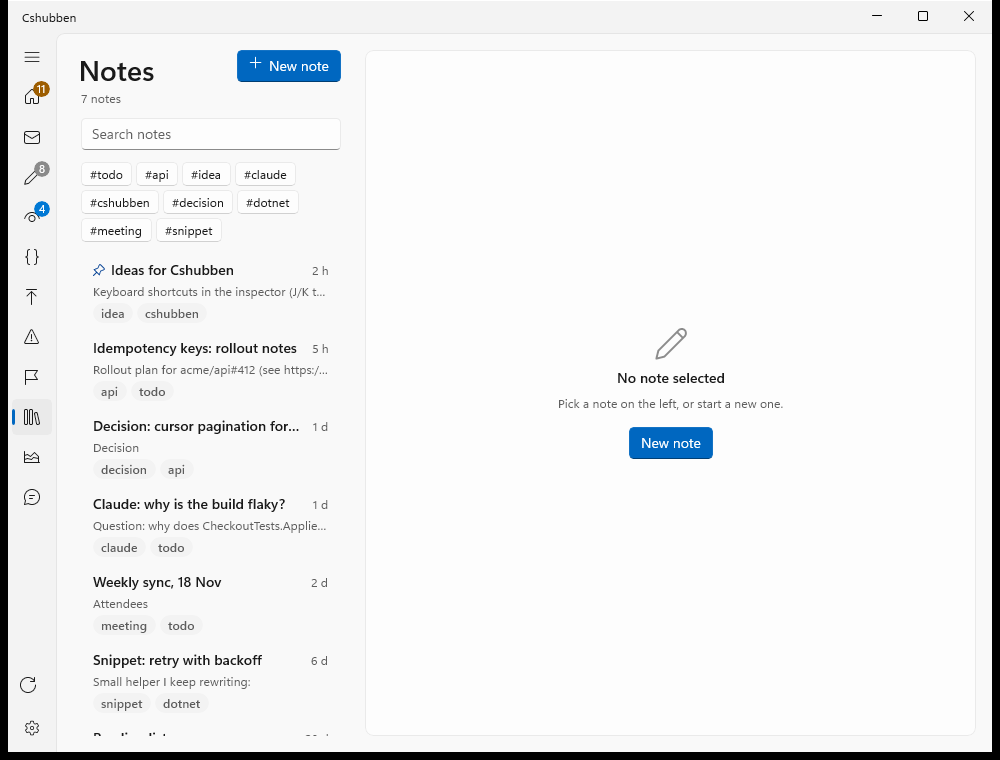 Cshubben
11
8
4
Notes
New note
7 notes
Search notes
#todo
#api
#idea
#claude
#cshubben
#decision
#dotnet
#meeting
#snippet
Ideas for Cshubben
2 h
Keyboard shortcuts in the inspector (J/K t...
idea
cshubben
Idempotency keys: rollout notes
5 h
Rollout plan for acme/api#412 (see https:/...
api
todo
Decision: cursor pagination for...
1 d
Decision
decision
api
Claude: why is the build flaky?
1 d
Question: why does CheckoutTests.Applie...
claude
todo
Weekly sync, 18 Nov
2 d
Attendees
meeting
todo
Snippet: retry with backoff
6 d
Small helper I keep rewriting:
snippet
dotnet
No note selected
Pick a note on the left, or start a new one.
New note